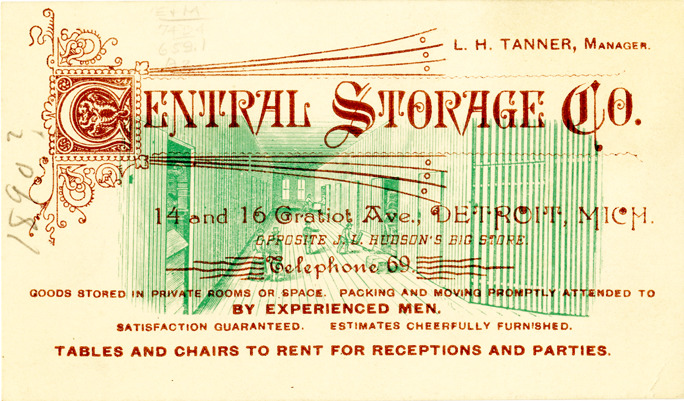 L. H. TANNER, MANAGER.
CENTRAL STORAGE CO.
14 and 16 Gratiot Ave., DETROIT, MICH.
OPPOSITE J. L. HUDSON'S BIG STORE.
Telephone 69.
GOODS STORED IN PRIVATE ROOMS OR SPACE. PACKING AND MOVING PROMPTLY ATTENDED TO
BY EXPERIENCED MEN.
SATISFACTION GUARANTEED. ESTIMATES CHEERFULLY FURNISHED.
TABLES AND CHAIRS TO RENT FOR RECEPTIONS AND PARTIES.
1890?